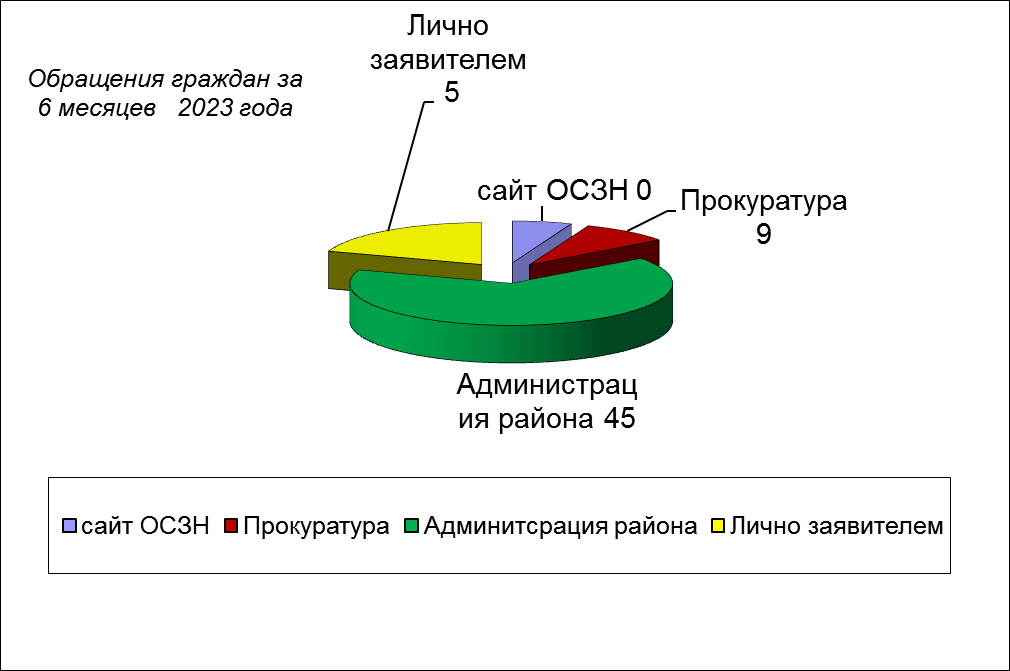 Обращения граждан за
6 месяцев 2023 года
Лично
заявителем
5
сайт ОСЗН 0
Прокуратура
9
Администрац
ия района 45
сайт ОСЗН Прокуратура Админитсрация района Лично заявителем